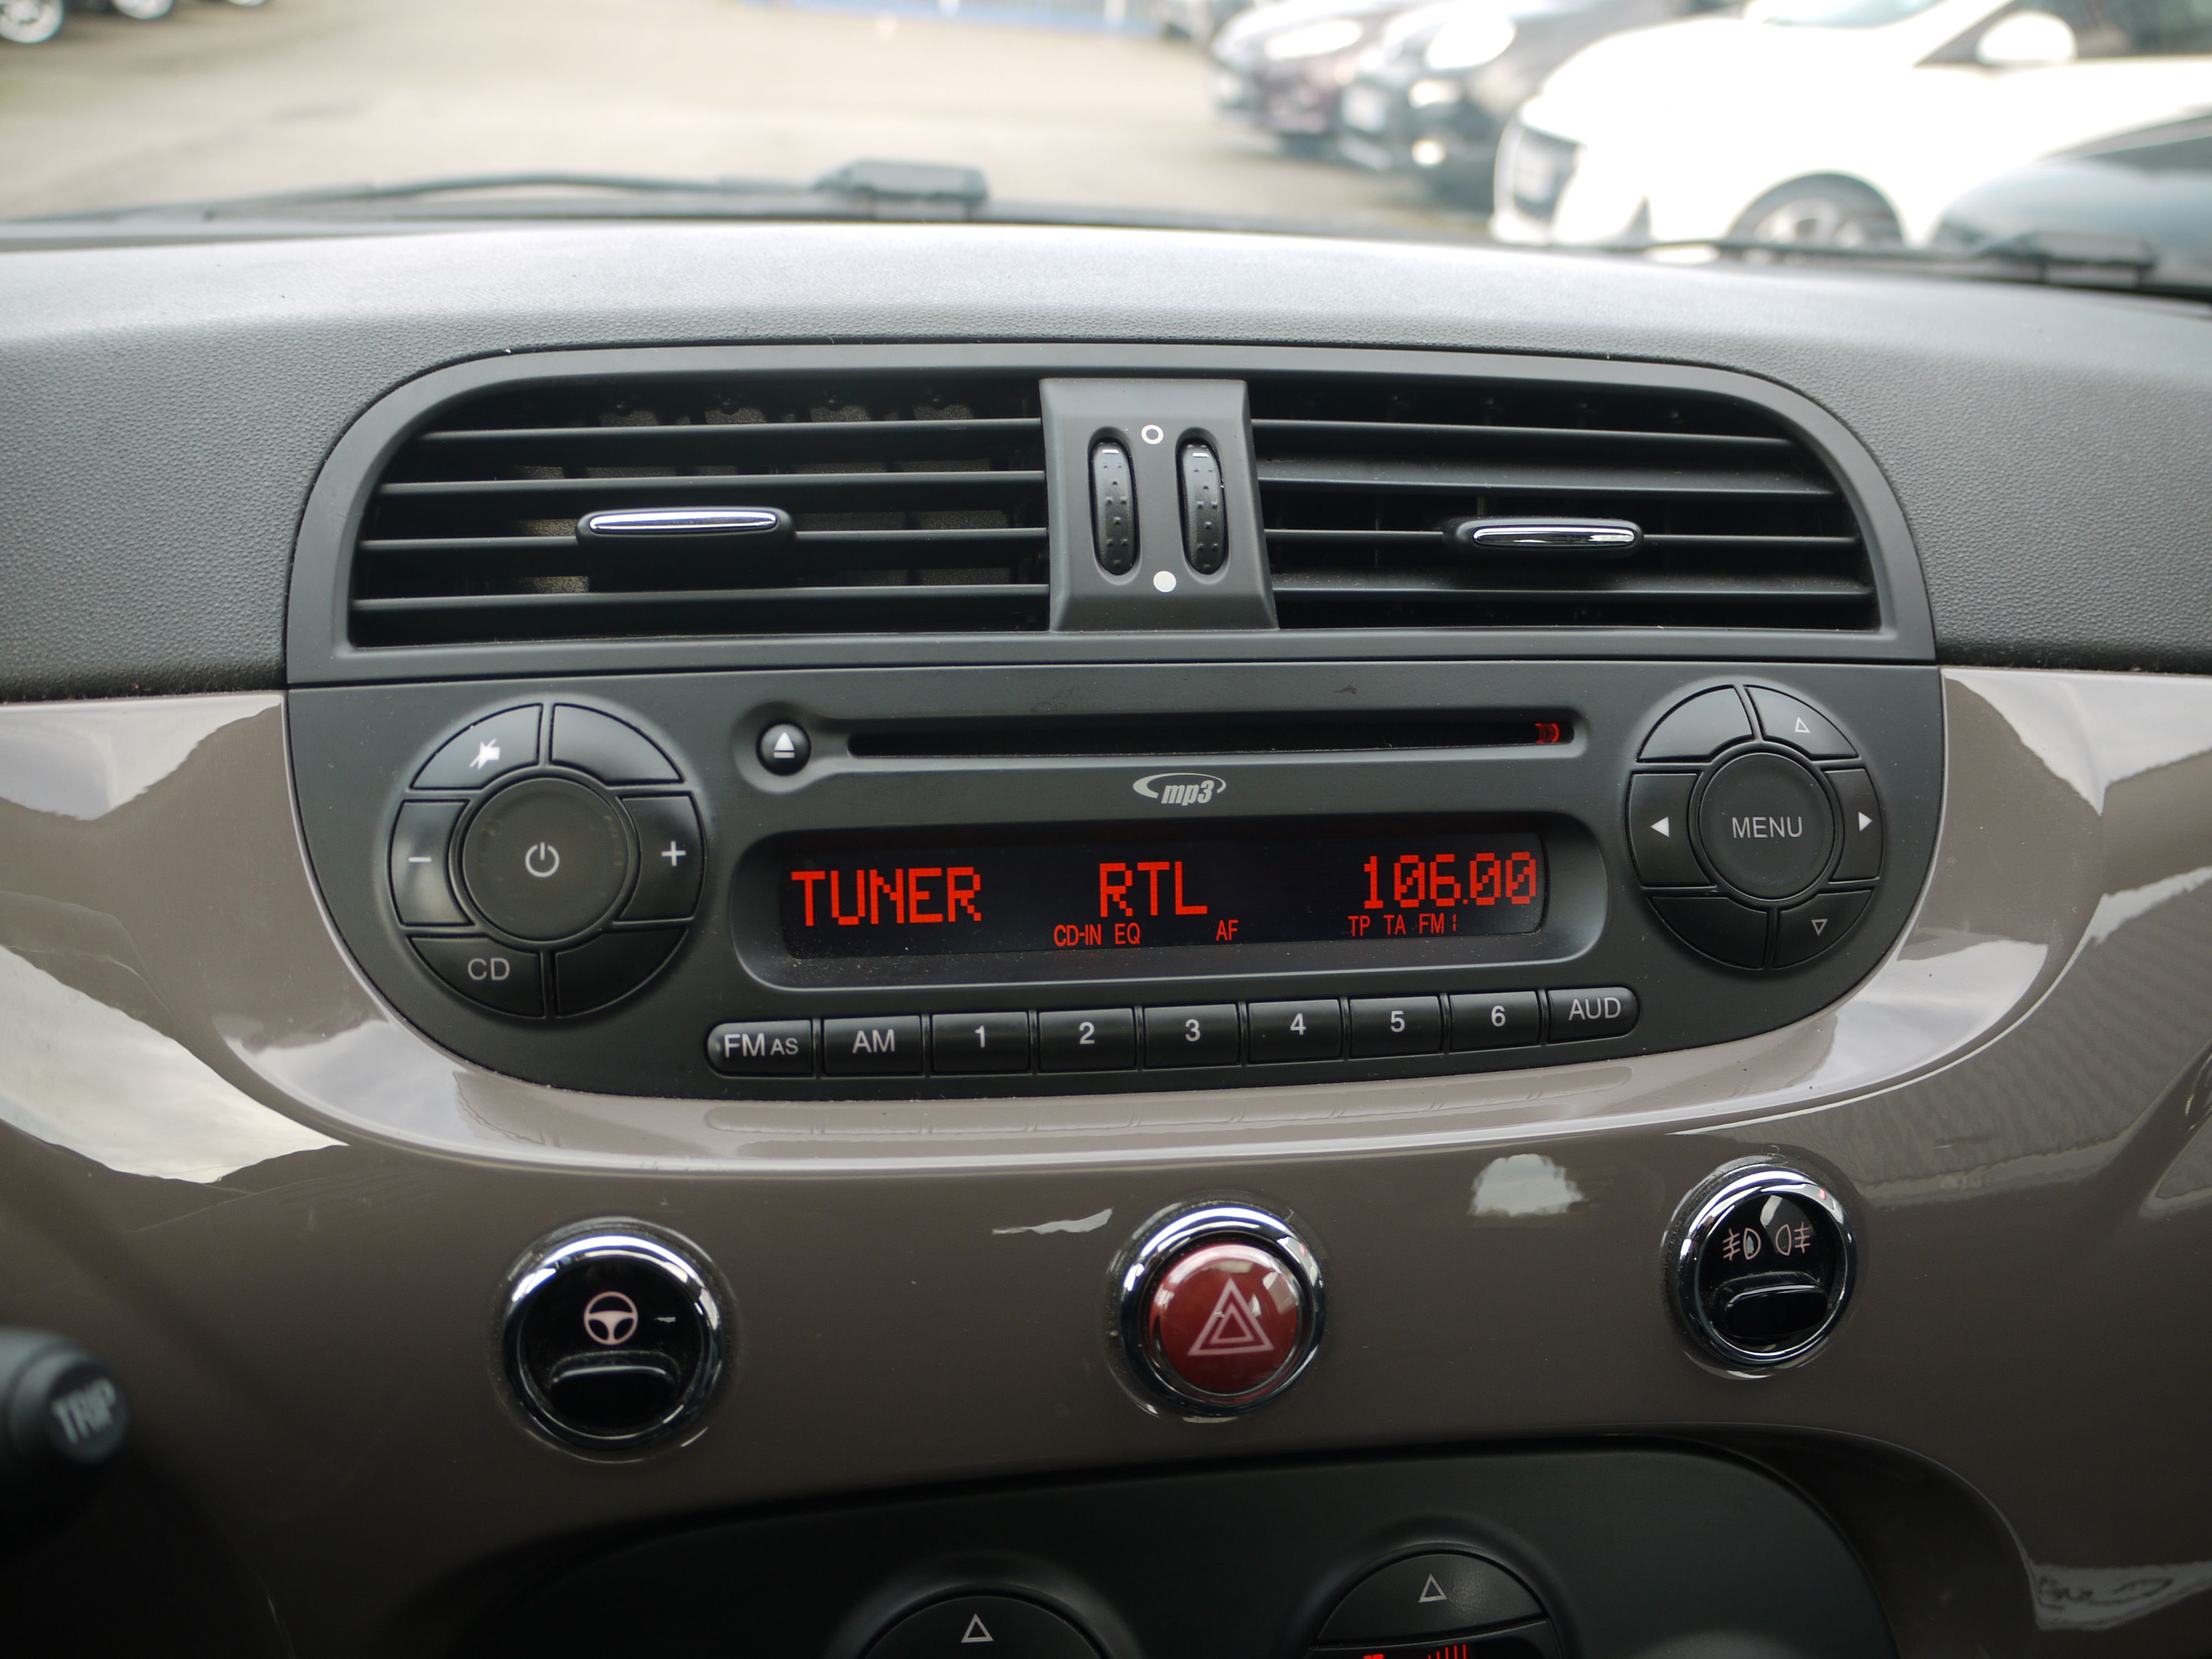 mp3
MENU
TUNER RTL 106.00
CD-IN EQ AF TP TA FM 1
CD
FM AS AM 1 2 3 4 5 6 AUD
TRIP